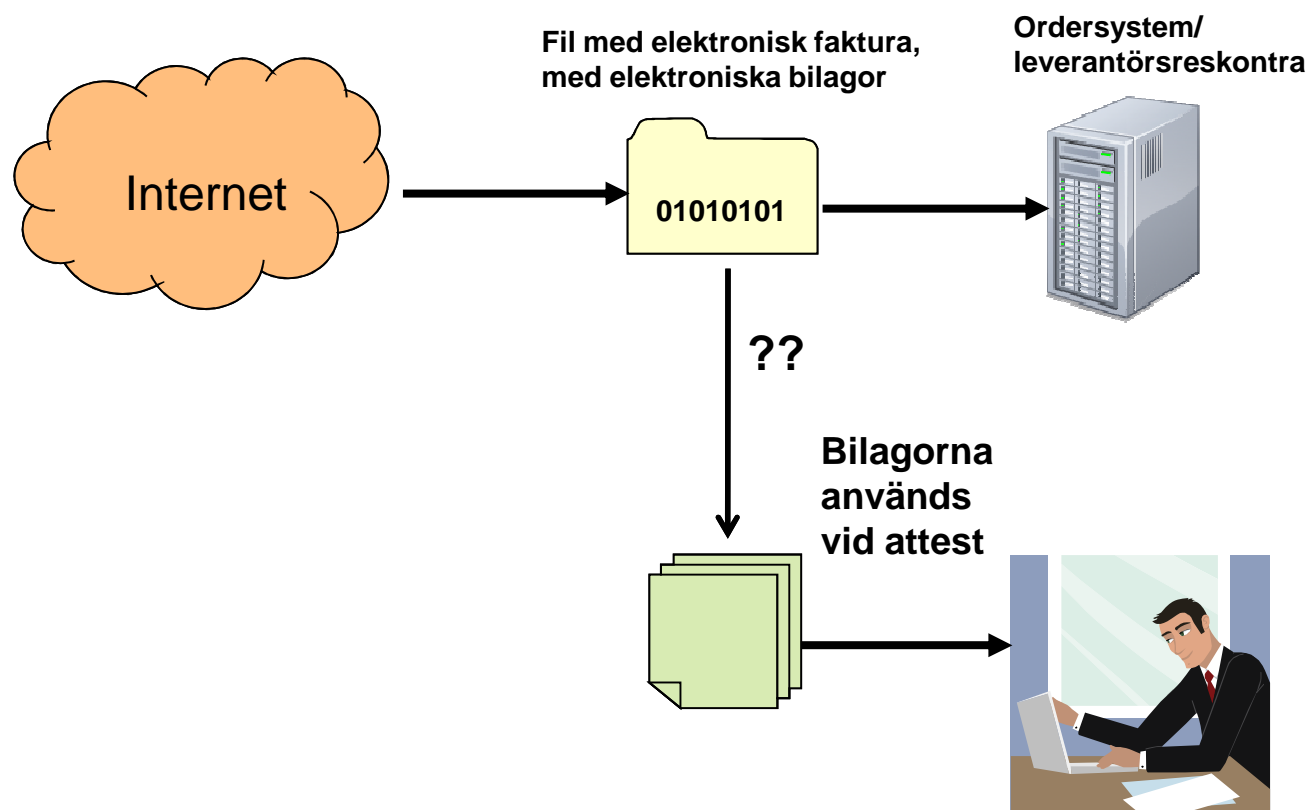 Fil med elektronisk faktura,
med elektroniska bilagor
Ordersystem/
leverantörsreskontra
Internet
01010101
??
Bilagorna
används
vid attest